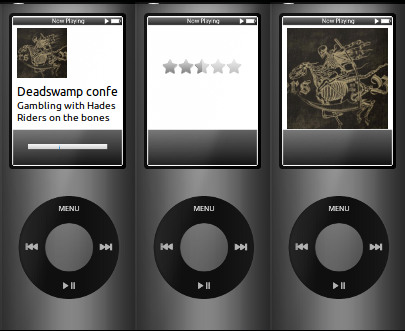 Now Playing
Deadswamp confe
Gambling with Hades
Riders on the bones
MENU
Now Playing
MENU
Now Playing
MENU